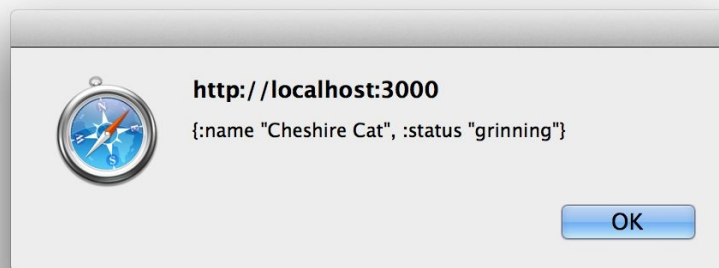 http://localhost:3000
{:name "Cheshire Cat", :status "grinning"}
OK